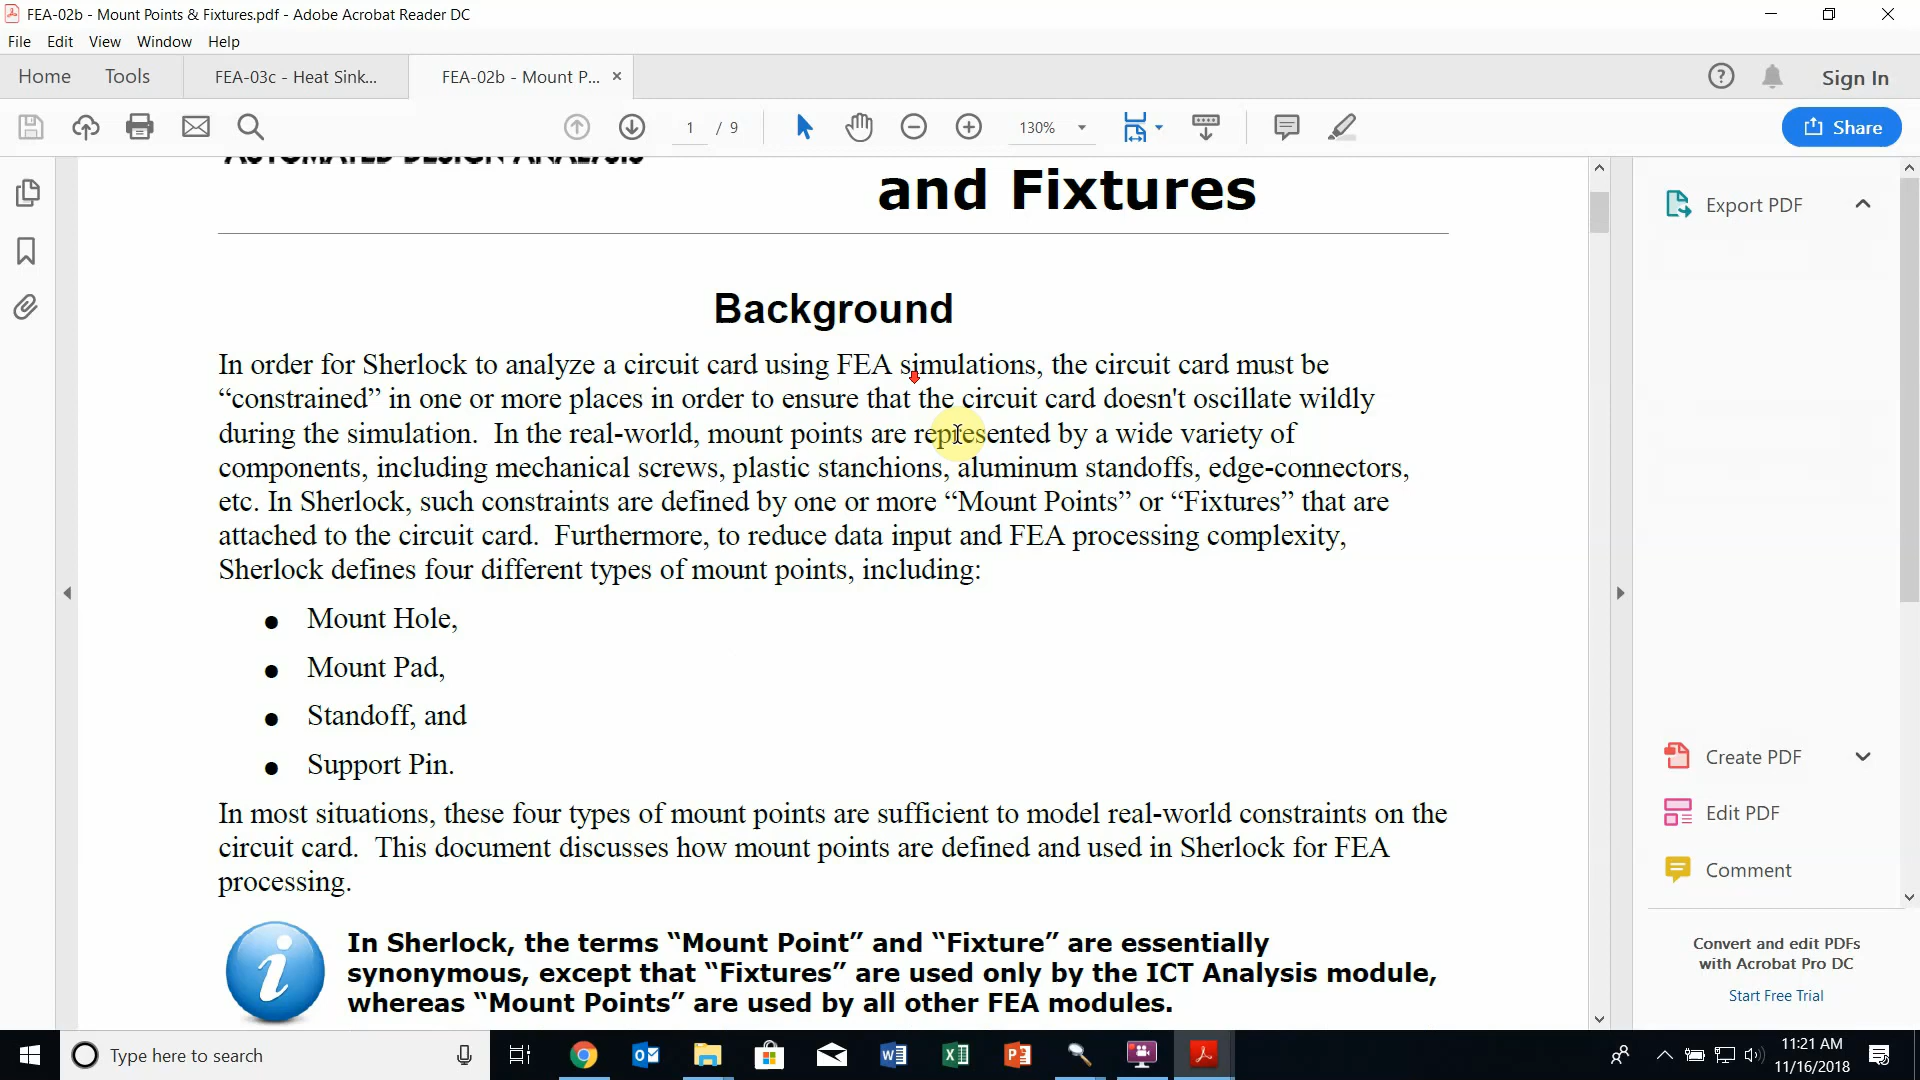 FEA-02b - Mount Points & Fixtures.pdf - Adobe Acrobat Reader DC
File Edit View Window Help
Home Tools FEA-03c - Heat Sink... FEA-02b - Mount P... ×
Sign In
1 / 9 130% Share
AUTOMATED DESIGN ANALYSIS
and Fixtures
Background
In order for Sherlock to analyze a circuit card using FEA simulations, the circuit card must be
“constrained” in one or more places in order to ensure that the circuit card doesn't oscillate wildly
during the simulation. In the real-world, mount points are represented by a wide variety of
components, including mechanical screws, plastic stanchions, aluminum standoffs, edge-connectors,
etc. In Sherlock, such constraints are defined by one or more “Mount Points” or “Fixtures” that are
attached to the circuit card. Furthermore, to reduce data input and FEA processing complexity,
Sherlock defines four different types of mount points, including:
● Mount Hole,
● Mount Pad,
● Standoff, and
● Support Pin.
In most situations, these four types of mount points are sufficient to model real-world constraints on the
circuit card. This document discusses how mount points are defined and used in Sherlock for FEA
processing.
In Sherlock, the terms “Mount Point” and “Fixture” are essentially
synonymous, except that “Fixtures” are used only by the ICT Analysis module,
whereas “Mount Points” are used by all other FEA modules.
Export PDF
Create PDF
Edit PDF
Comment
Convert and edit PDFs
with Acrobat Pro DC
Start Free Trial
Type here to search
11:21 AM
11/16/2018